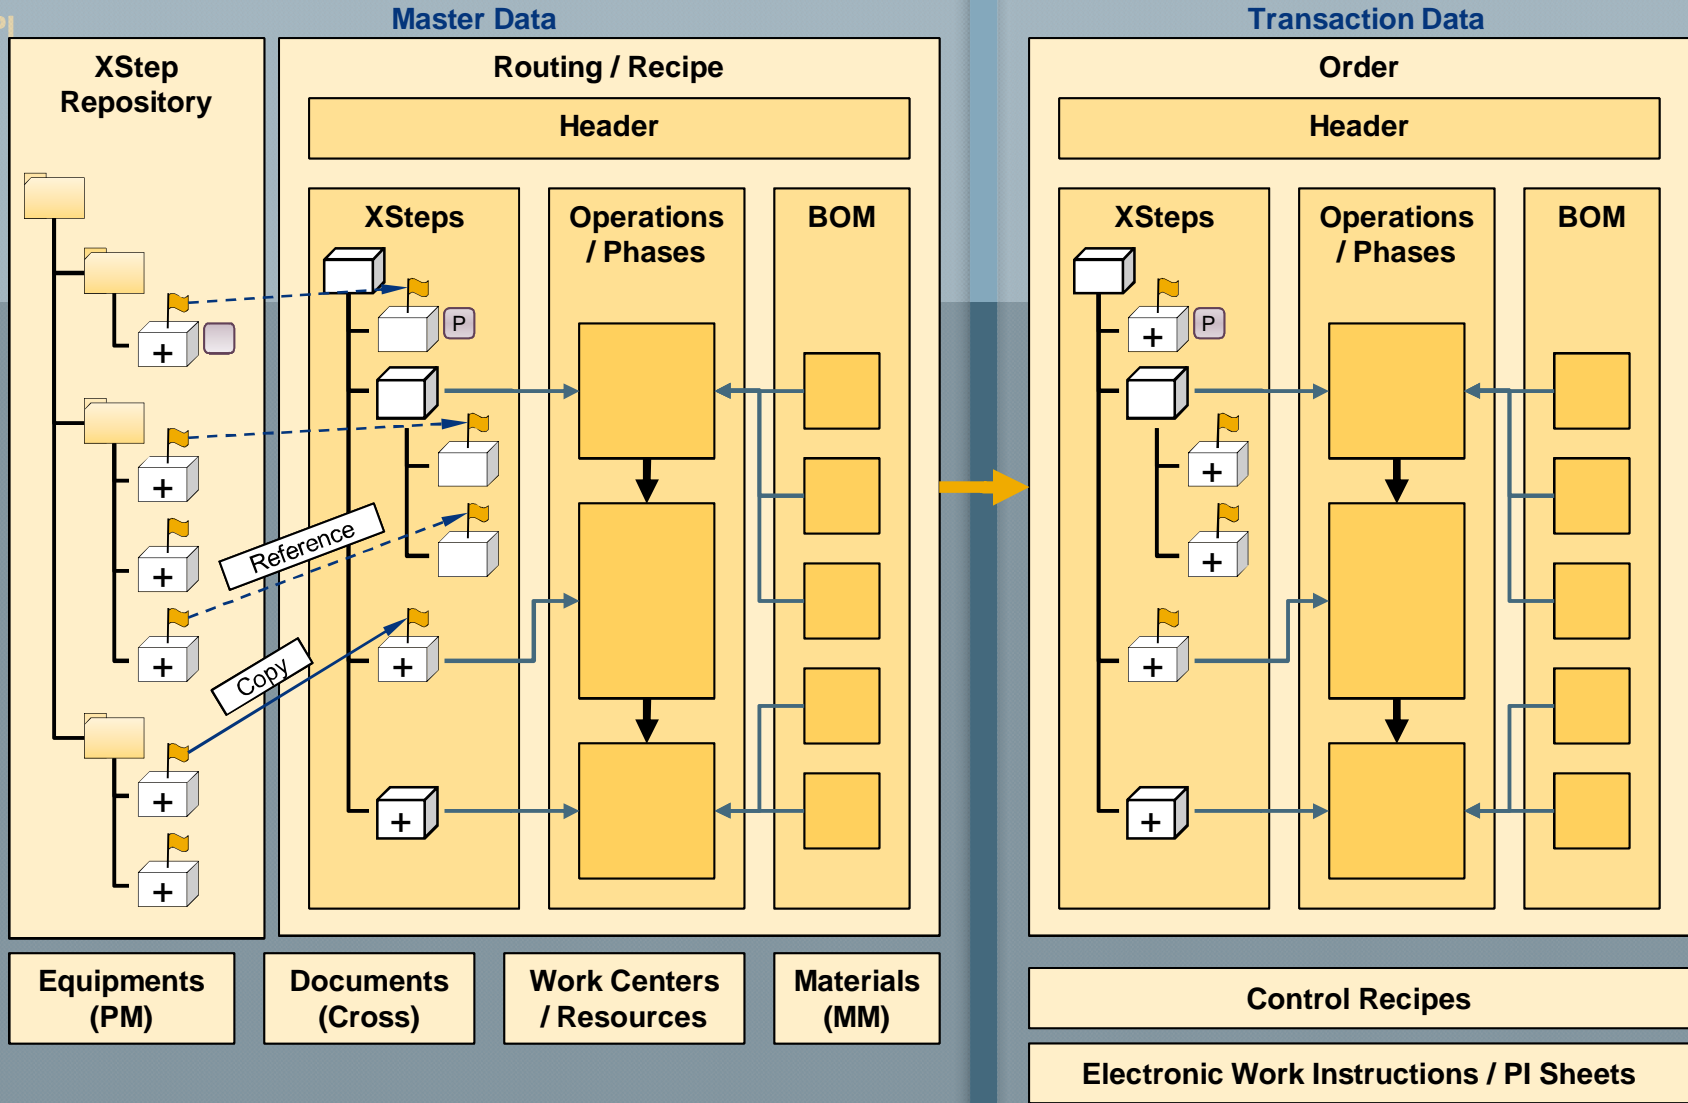 PI
Master Data
Transaction Data
XStep
Repository
Routing / Recipe
Header
XSteps
Operations
/ Phases
BOM
P
+
+
+
+
+
+
+
+
Reference
Copy
Order
Header
XSteps
Operations
/ Phases
BOM
P
+
+
+
+
+
Equipments
(PM)
Documents
(Cross)
Work Centers
/ Resources
Materials
(MM)
Control Recipes
Electronic Work Instructions / PI Sheets